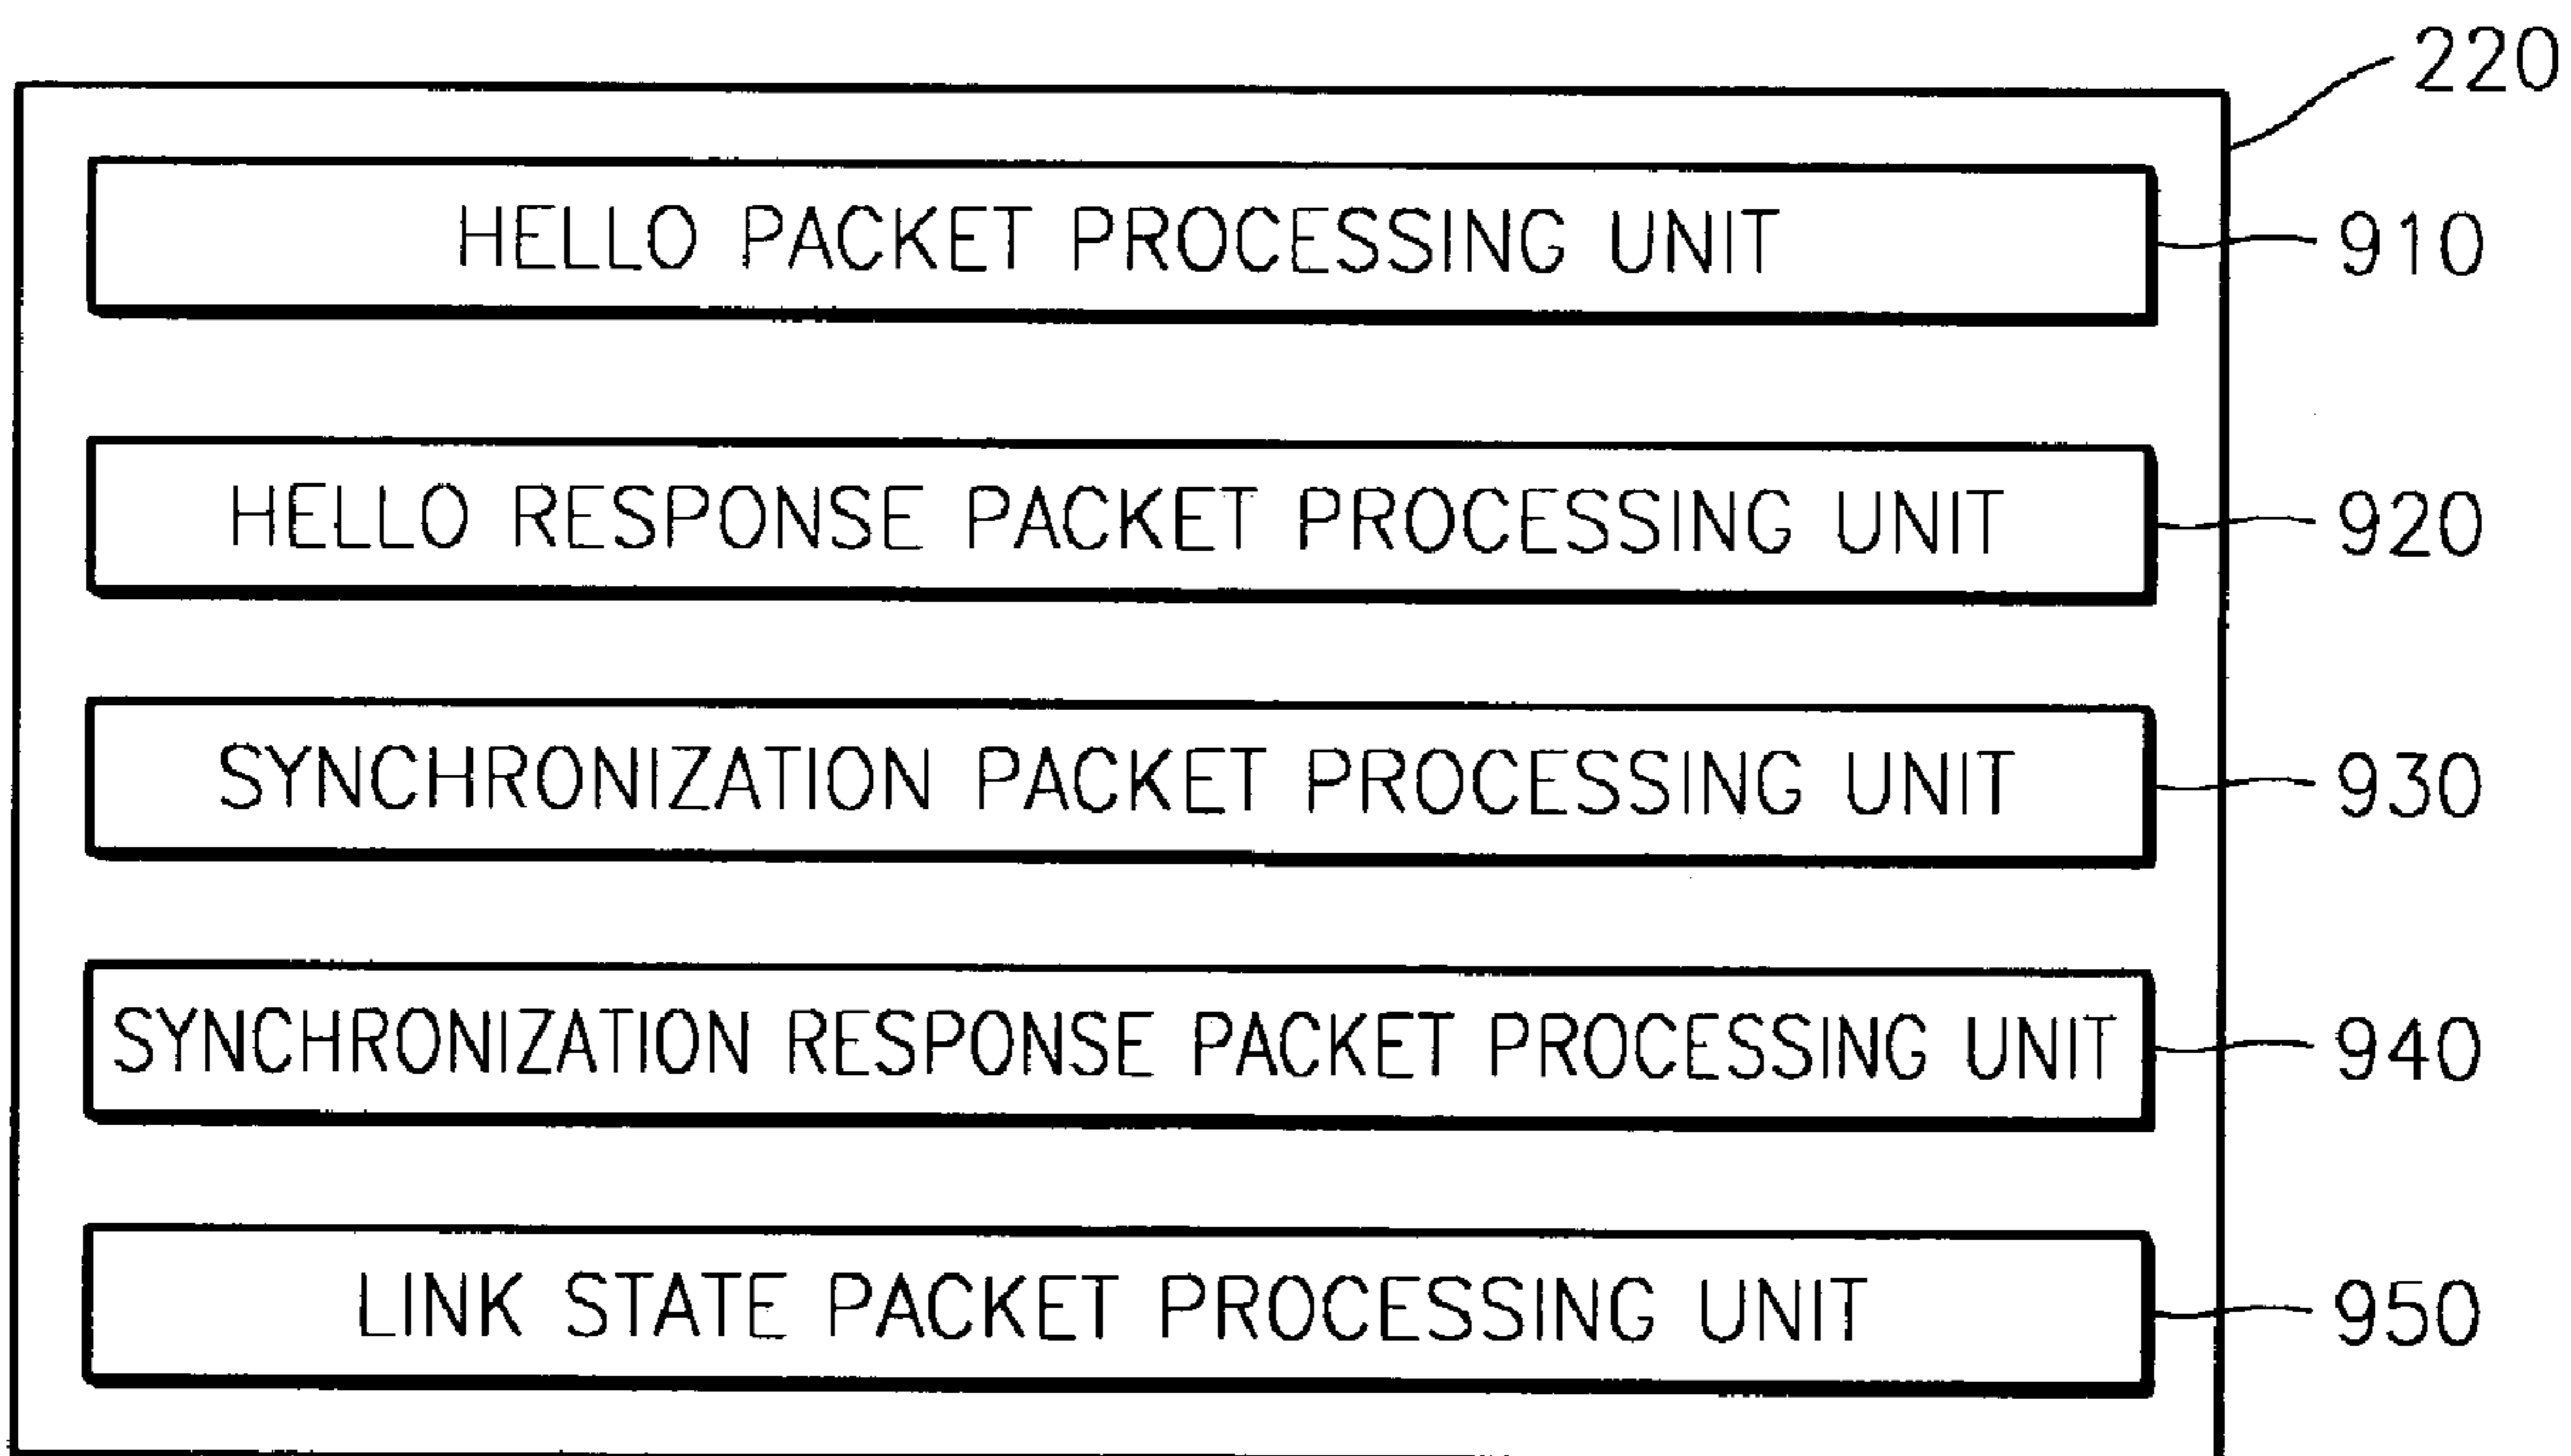 220
HELLO PACKET PROCESSING UNIT 910
HELLO RESPONSE PACKET PROCESSING UNIT 920
SYNCHRONIZATION PACKET PROCESSING UNIT 930
SYNCHRONIZATION RESPONSE PACKET PROCESSING UNIT 940
LINK STATE PACKET PROCESSING UNIT 950